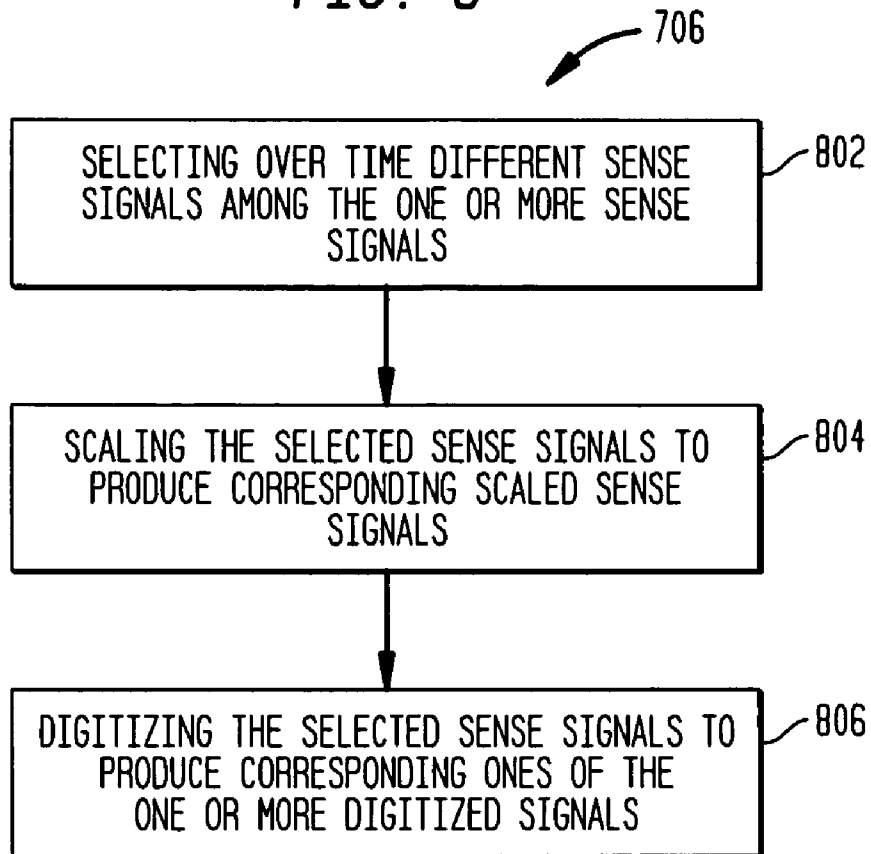 FIG. 8
706
SELECTING OVER TIME DIFFERENT SENSE
SIGNALS AMONG THE ONE OR MORE SENSE
SIGNALS
802
SCALING THE SELECTED SENSE SIGNALS TO
PRODUCE CORRESPONDING SCALED SENSE
SIGNALS
804
DIGITIZING THE SELECTED SENSE SIGNALS TO
PRODUCE CORRESPONDING ONES OF THE
ONE OR MORE DIGITIZED SIGNALS
806